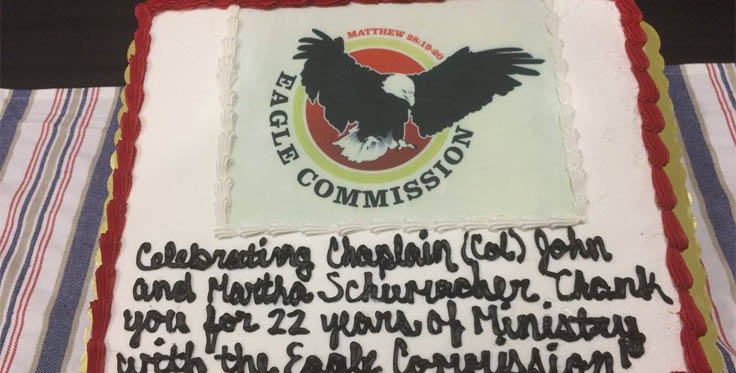 MATTHEW 28:19-20
EAGLE COMMISSION
Celebrating Chaplain (Col) John
and Martha Schumacher Thank
you for 22 years of Ministry
with the Eagle Commission